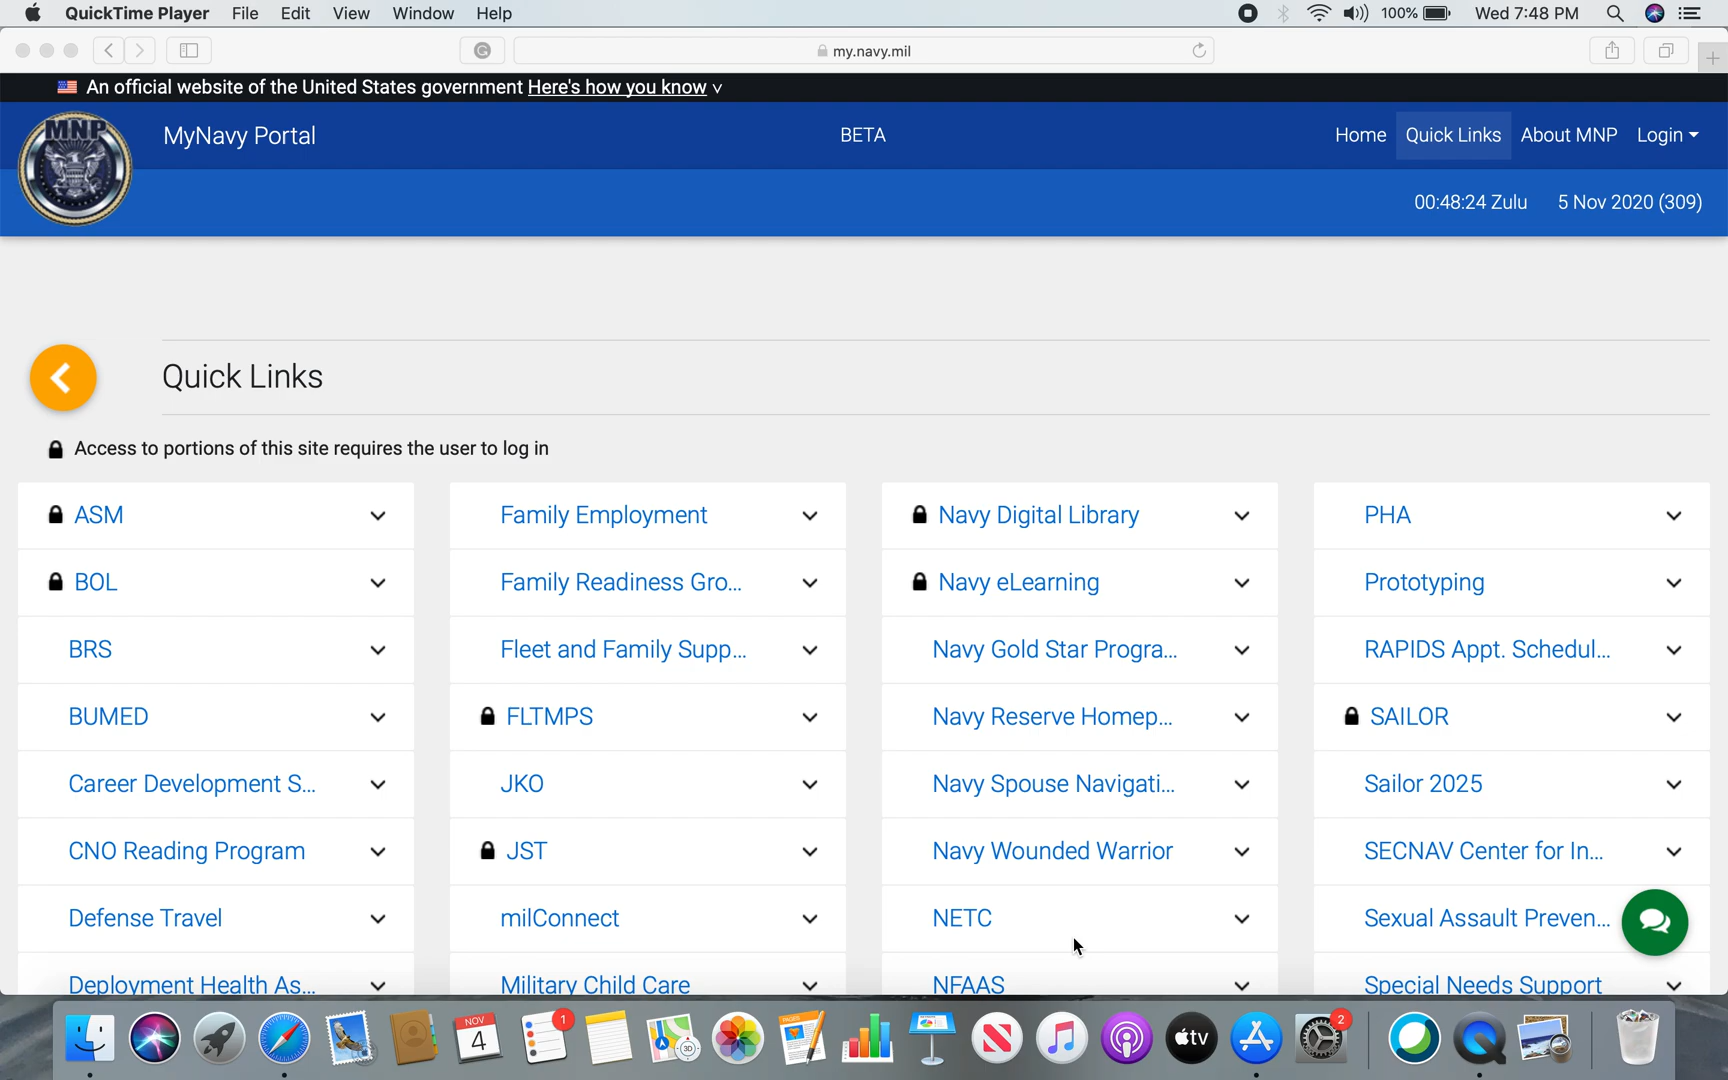 QuickTime Player File Edit View Window Help 100% Wed 7:48 PM
my.navy.mil
An official website of the United States government Here's how you know
MNP
MyNavy Portal BETA Home Quick Links About MNP Login
00:48:24 Zulu 5 Nov 2020 (309)
Quick Links
Access to portions of this site requires the user to log in
ASM Family Employment Navy Digital Library PHA
BOL Family Readiness Gro... Navy eLearning Prototyping
BRS Fleet and Family Supp... Navy Gold Star Progra... RAPIDS Appt. Schedul...
BUMED FLTMPS Navy Reserve Homep... SAILOR
Career Development S... JKO Navy Spouse Navigati... Sailor 2025
CNO Reading Program JST Navy Wounded Warrior SECNAV Center for In...
Defense Travel milConnect NETC Sexual Assault Preven...
Deployment Health As... Military Child Care NFAAS Special Needs Support
NOV 4 1 3D PAGES tv 2